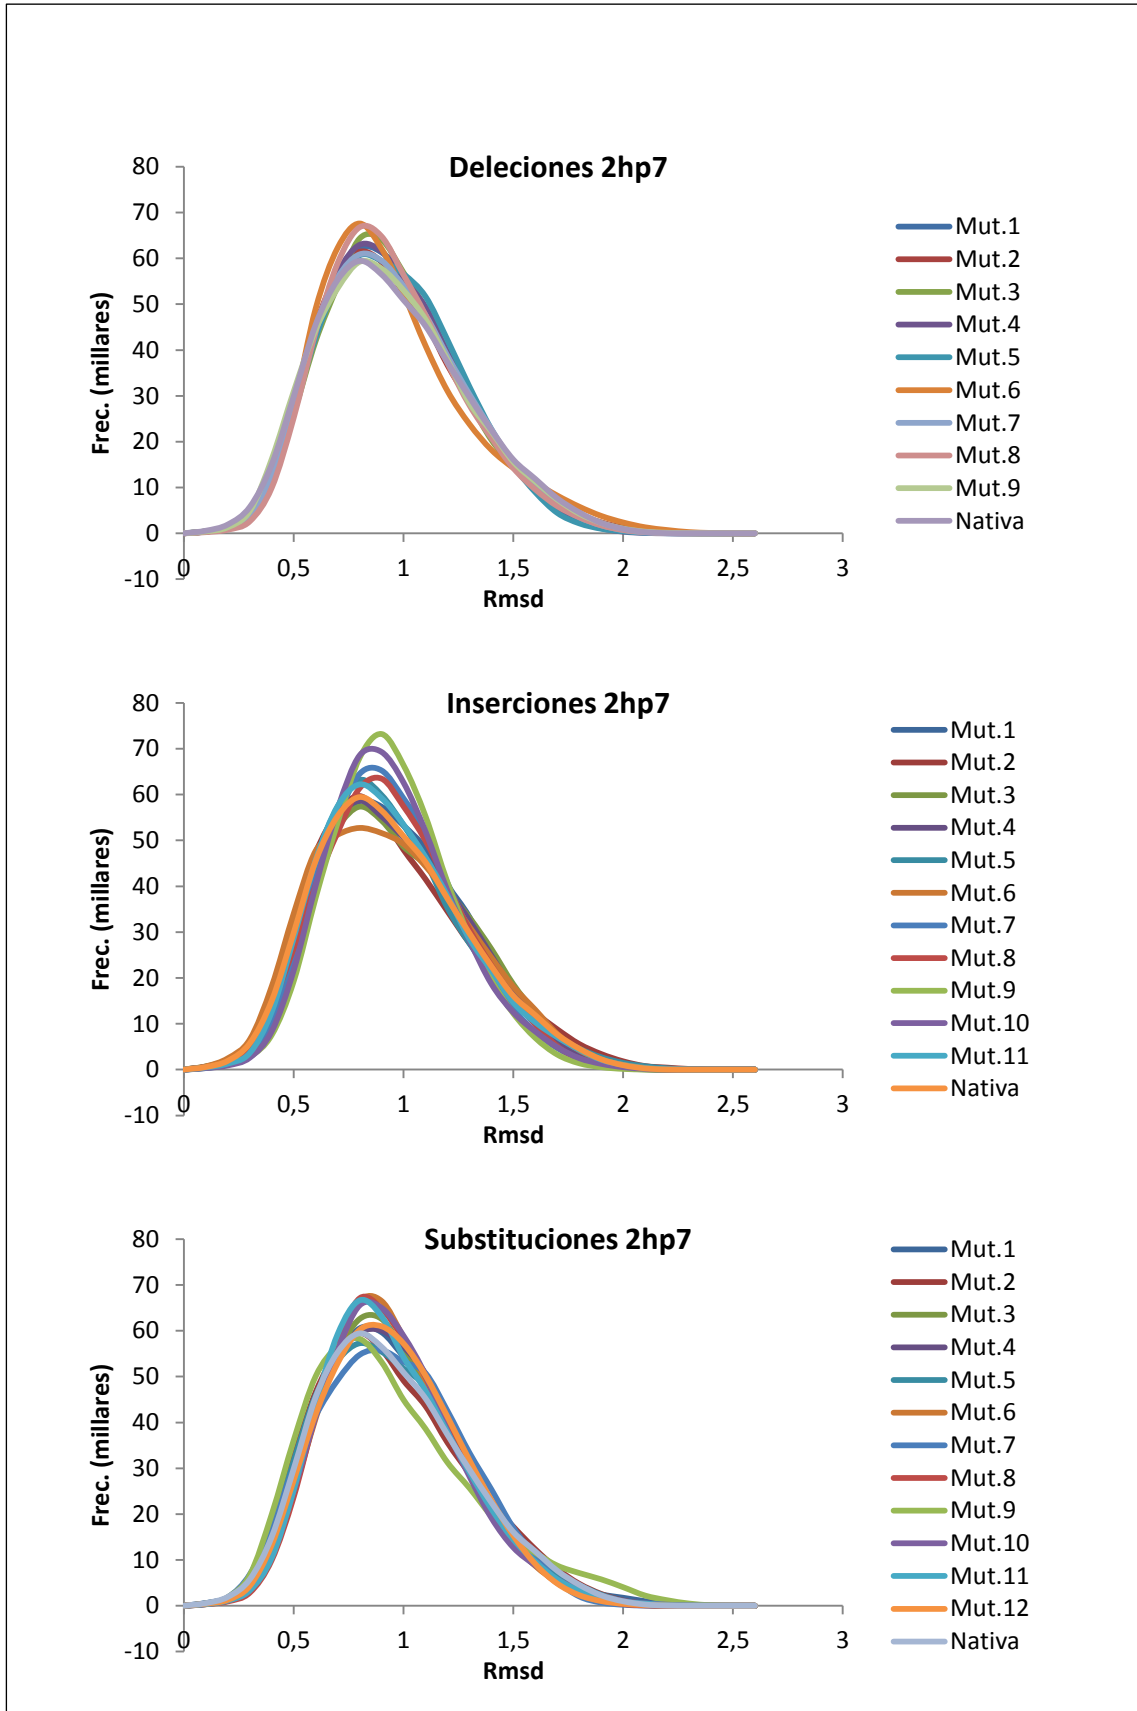 Deleciones 2hp7
80
70
60
50
40
30
20
10
0
-10
Frec. (millares)
0
0,5
1
1,5
2
2,5
3
Rmsd
Mut.1
Mut.2
Mut.3
Mut.4
Mut.5
Mut.6
Mut.7
Mut.8
Mut.9
Nativa
Inserciones 2hp7
80
70
60
50
40
30
20
10
0
-10
Frec. (millares)
0
0,5
1
1,5
2
2,5
3
Rmsd
Mut.1
Mut.2
Mut.3
Mut.4
Mut.5
Mut.6
Mut.7
Mut.8
Mut.9
Mut.10
Mut.11
Nativa
Substituciones 2hp7
80
70
60
50
40
30
20
10
0
-10
Frec. (millares)
0
0,5
1
1,5
2
2,5
3
Rmsd
Mut.1
Mut.2
Mut.3
Mut.4
Mut.5
Mut.6
Mut.7
Mut.8
Mut.9
Mut.10
Mut.11
Mut.12
Nativa